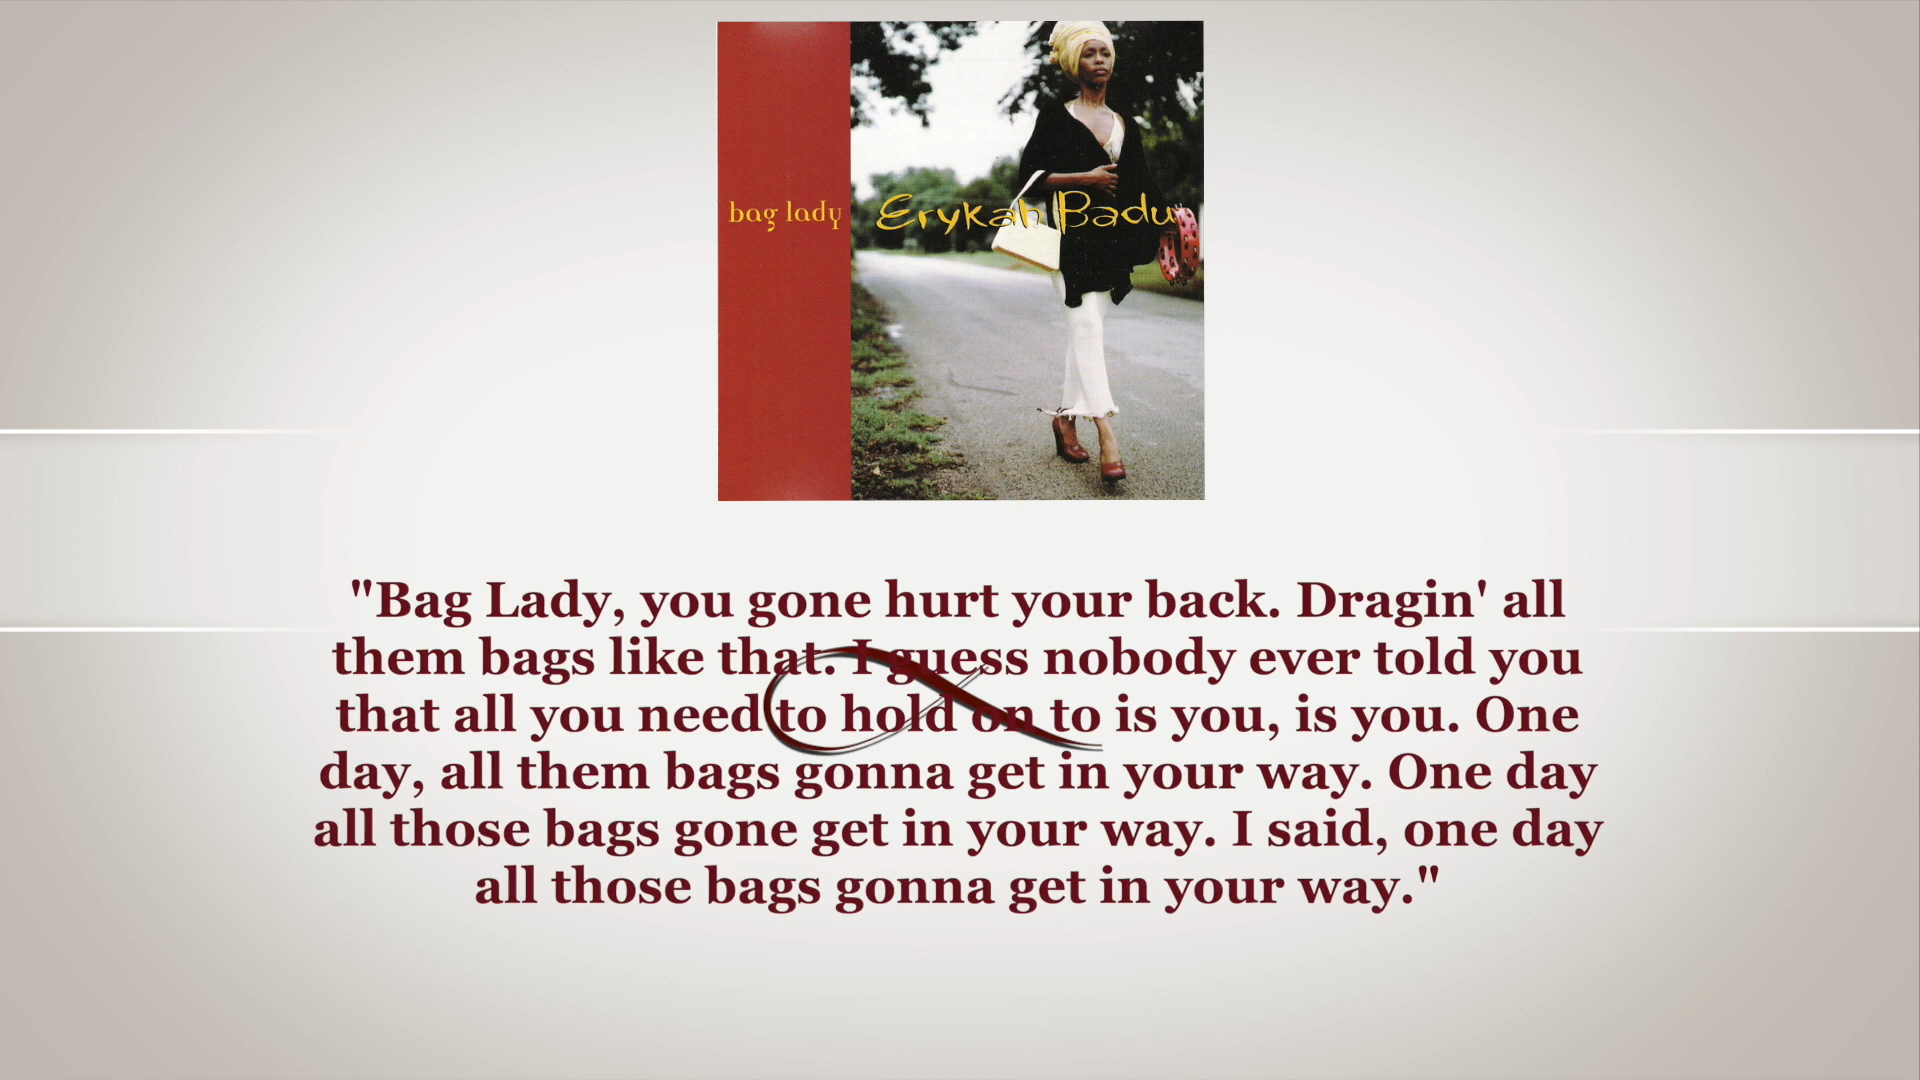 bag lady
Erykah Badu
"Bag Lady, you gone hurt your back. Dragin' all
them bags like that. I guess nobody ever told you
that all you need to hold on to is you, is you. One
day, all them bags gonna get in your way. One day
all those bags gone get in your way. I said, one day
all those bags gonna get in your way."